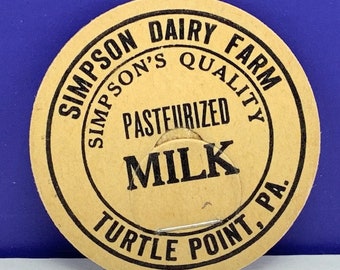 SIMPSON DAIRY FARM
SIMPSON'S QUALITY
PASTEURIZED
MILK
TURTLE POINT, PA.